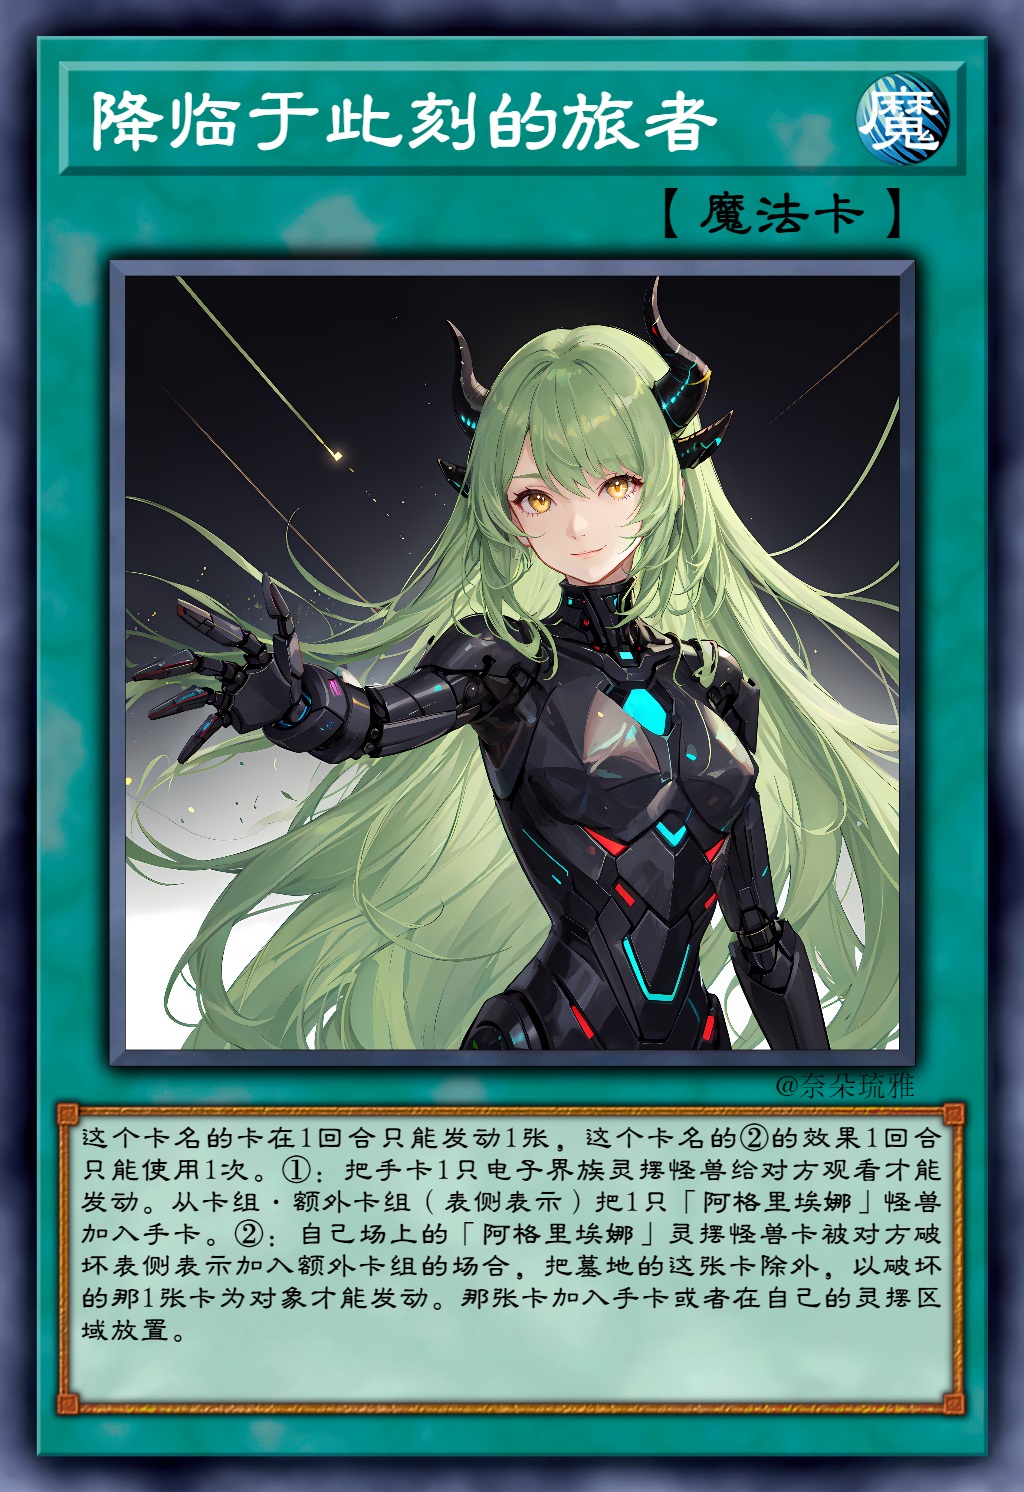 降临于此刻的旅者
魔
【魔法卡】
@奈朵琉雅
这个卡名的卡在1回合只能发动1张，这个卡名的②的效果1回合
只能使用1次。①：把手卡1只电子界族灵摆怪兽给对方观看才能
发动。从卡组·额外卡组（表侧表示）把1只「阿格里埃娜」怪兽
加入手卡。②：自己场上的「阿格里埃娜」灵摆怪兽卡被对方破
坏表侧表示加入额外卡组的场合，把墓地的这张卡除外，以破坏
的那1张卡为对象才能发动。那张卡加入手卡或者在自己的灵摆区
域放置。